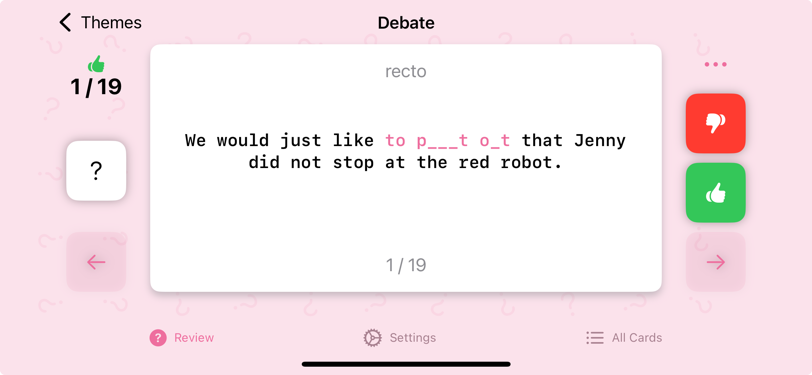 Themes
Debate
1 / 19
?
recto
We would just like to p___t o_t that Jenny
did not stop at the red robot.
1 / 19
? Review
Settings
All Cards